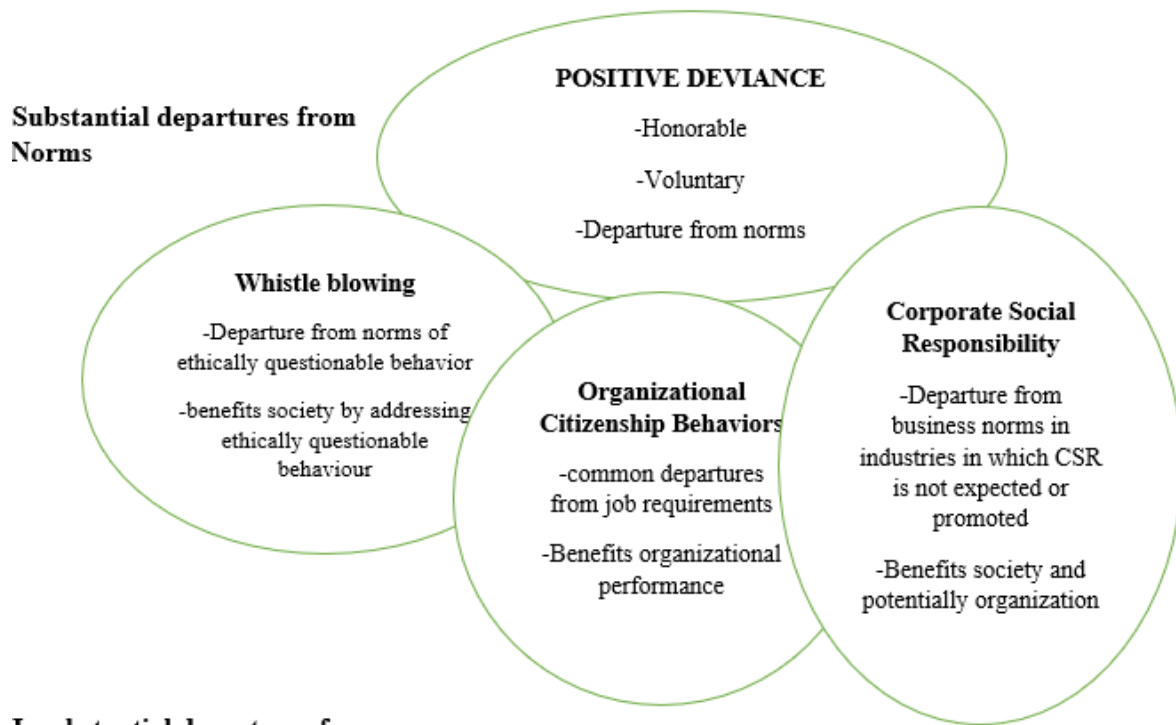 POSITIVE DEVIANCE
-Honorable
-Voluntary
-Departure from norms
Substantial departures from
Norms
Whistle blowing
-Departure from norms of
ethically questionable behavior
-benefits society by addressing
ethically questionable
behaviour
Organizational
Citizenship Behaviors
-common departures
from job requirements
-Benefits organizational
performance
Corporate Social
Responsibility
-Departure from
business norms in
industries in which CSR
is not expected or
promoted
-Benefits society and
potentially organization